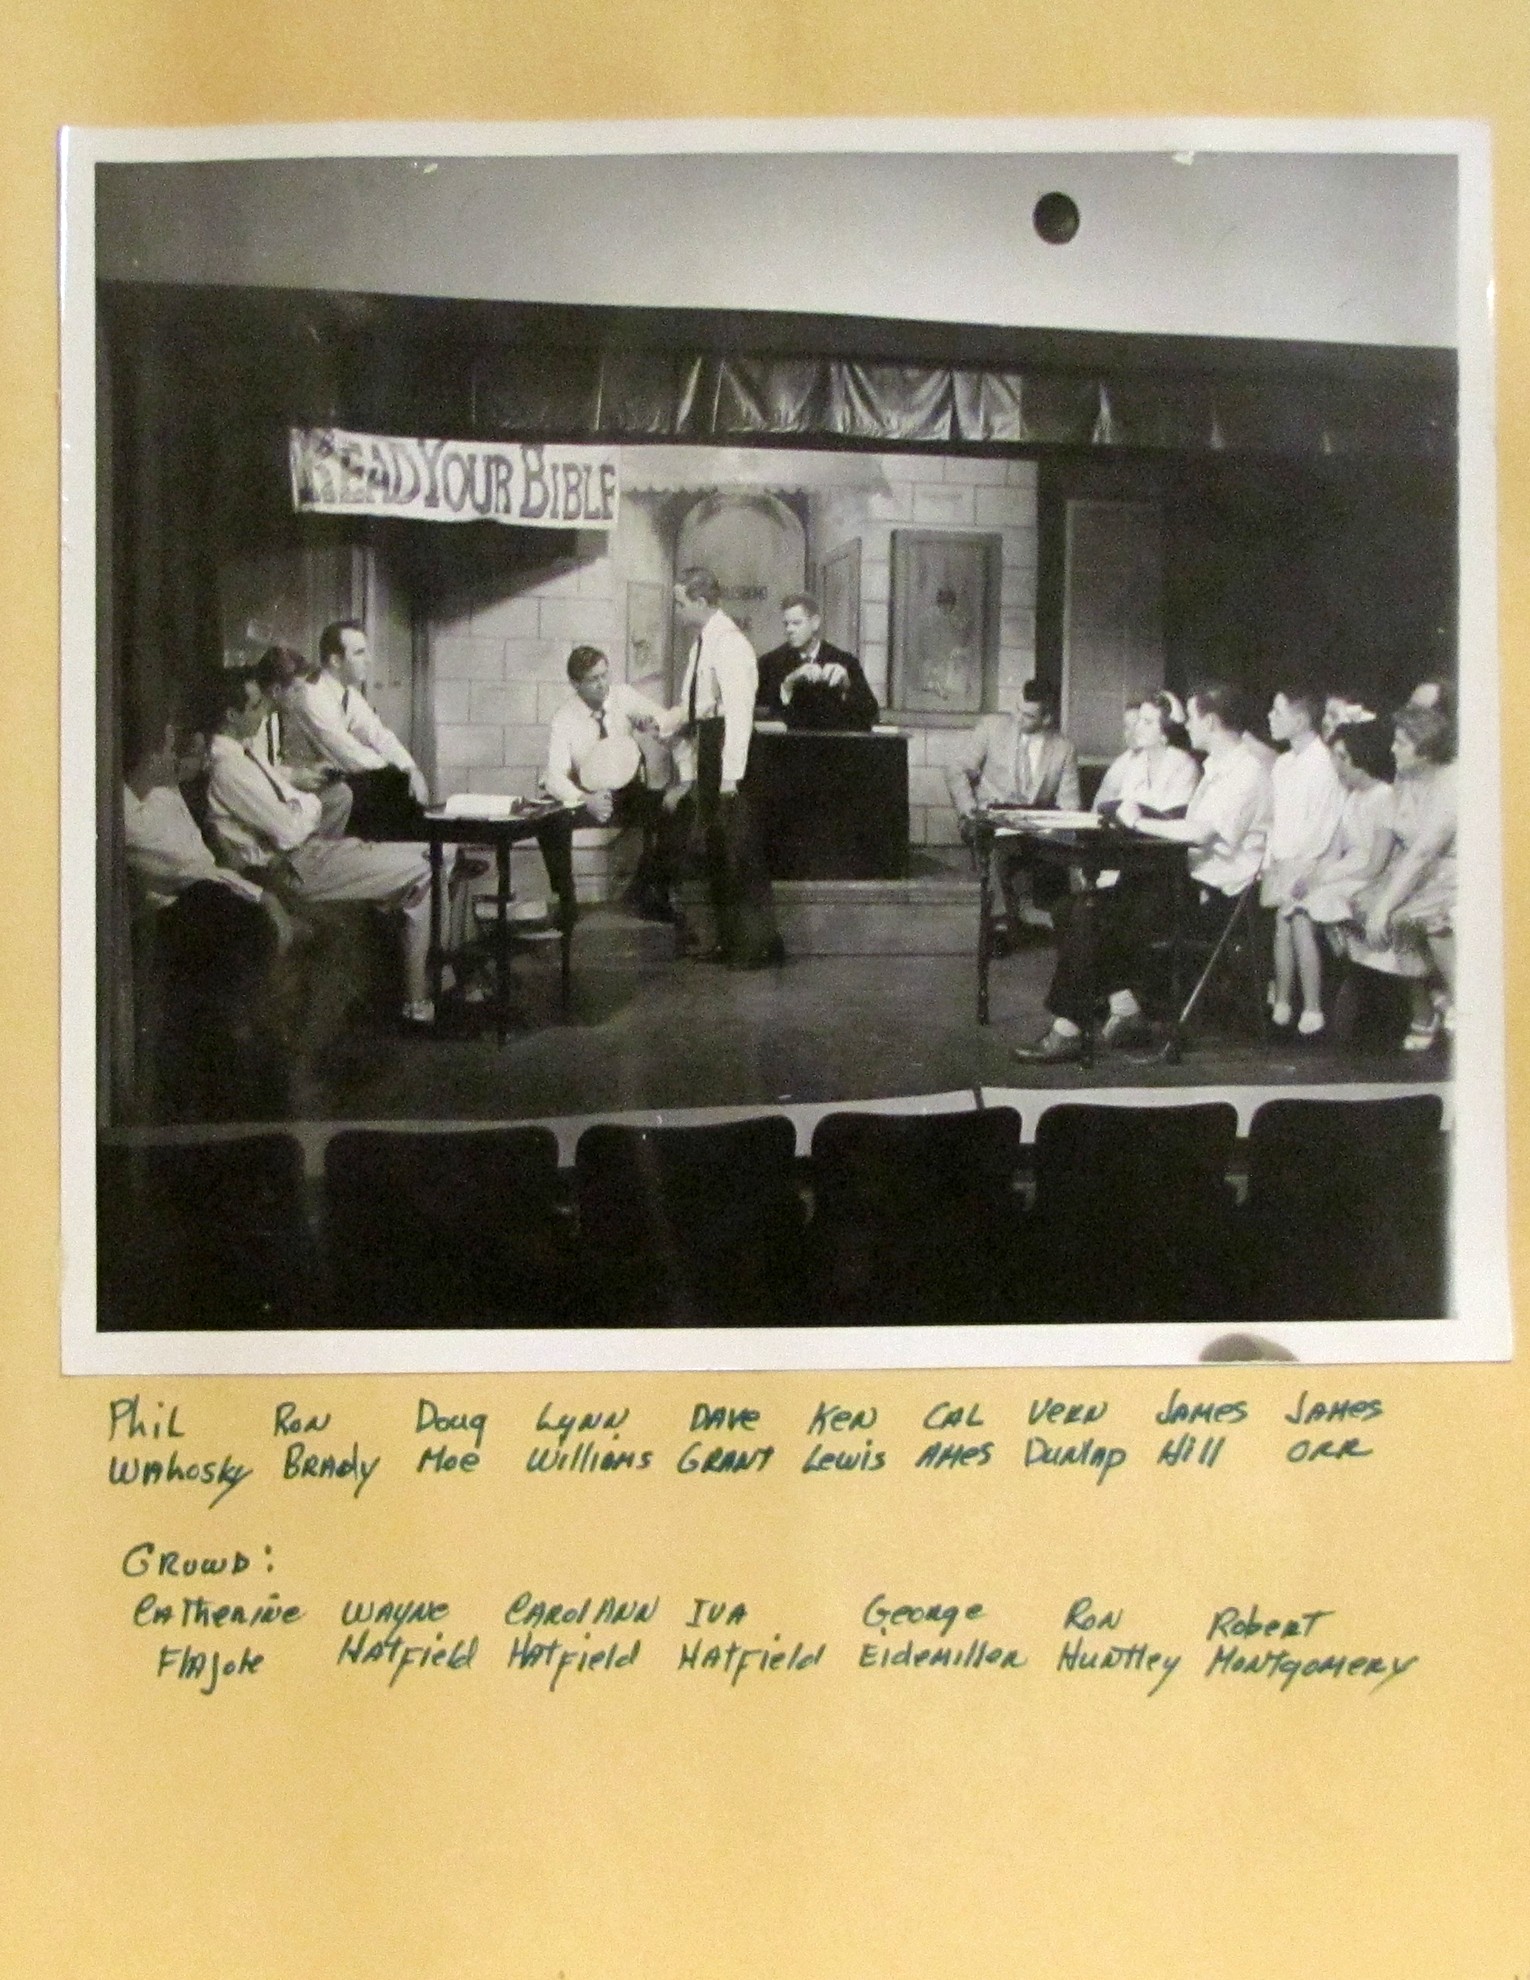 READ YOUR BIBLE
Phil Ron Doug Lynn Dave Ken Cal Vern James James
Wahosky Brady Moe Williams Grant Lewis Ames Dunlap Hill Orr
Crowd:
Catherine Wayne Carol Ann Iva George Ron Robert
Flajole Hatfield Hatfield Hatfield Eidemiller Huntley Montgomery